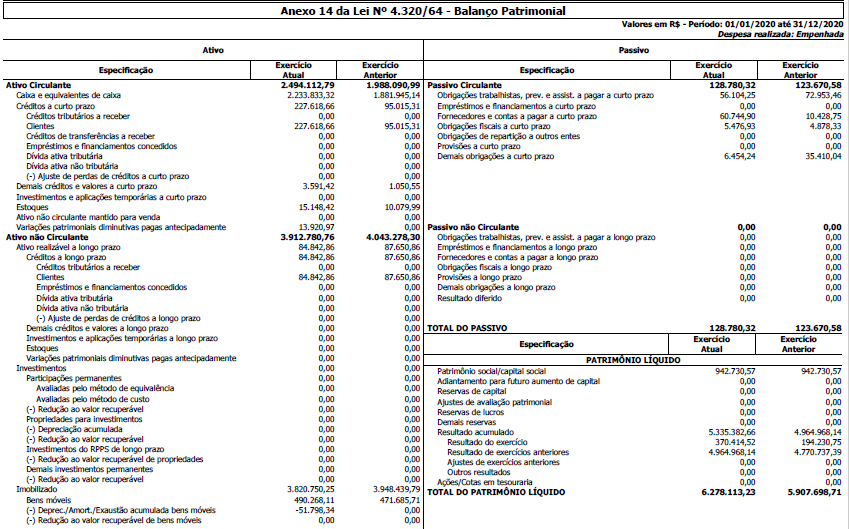 Anexo 14 da Lei Nº 4.320/64 - Balanço Patrimonial
Valores em R$ - Período: 01/01/2020 até 31/12/2020
Despesa realizada: Empenhada
Ativo
Especificação Exercício Atual Exercício Anterior
Ativo Circulante 2.494.112,79 1.988.090,99
Caixa e equivalentes de caixa 2.233.833,32 1.881.945,14
Créditos a curto prazo 227.618,66 95.015,31
Créditos tributários a receber 0,00 0,00
Clientes 227.618,66 95.015,31
Créditos de transferências a receber 0,00 0,00
Empréstimos e financiamentos concedidos 0,00 0,00
Dívida ativa tributária 0,00 0,00
Dívida ativa não tributária 0,00 0,00
(-) Ajuste de perdas de créditos a curto prazo 0,00 0,00
Demais créditos e valores a curto prazo 3.591,42 1.050,55
Investimentos e aplicações temporárias a curto prazo 0,00 0,00
Estoques 15.148,42 10.079,99
Ativo não circulante mantido para venda 0,00 0,00
Variações patrimoniais diminutivas pagas antecipadamente 13.920,97 0,00
Ativo não Circulante 3.912.780,76 4.043.278,30
Ativo realizável a longo prazo 84.842,86 87.650,86
Créditos a longo prazo 84.842,86 87.650,86
Créditos tributários a receber 0,00 0,00
Clientes 84.842,86 87.650,86
Empréstimos e financiamentos concedidos 0,00 0,00
Dívida ativa tributária 0,00 0,00
Dívida ativa não tributária 0,00 0,00
(-) Ajuste de perdas de créditos a longo prazo 0,00 0,00
Demais créditos e valores a longo prazo 0,00 0,00
Investimentos e aplicações temporárias a longo prazo 0,00 0,00
Estoques 0,00 0,00
Variações patrimoniais diminutivas pagas antecipadamente 0,00 0,00
Investimentos 0,00 0,00
Participações permanentes 0,00 0,00
Avaliadas pelo método de equivalência 0,00 0,00
Avaliadas pelo método de custo 0,00 0,00
(-) Redução ao valor recuperável 0,00 0,00
Propriedades para investimentos 0,00 0,00
(-) Depreciação acumulada 0,00 0,00
(-) Redução ao valor recuperável 0,00 0,00
Investimentos do RPPS de longo prazo 0,00 0,00
(-) Redução ao valor recuperável de propriedades 0,00 0,00
Demais investimentos permanentes 0,00 0,00
(-) Redução ao valor recuperável 0,00 0,00
Imobilizado 3.820.750,25 3.948.439,79
Bens móveis 490.268,11 471.685,71
(-) Deprec./Amort./Exaustão acumulada bens móveis -51.798,34 0,00
(-) Redução ao valor recuperável de bens móveis 0,00 0,00
Passivo
Especificação Exercício Atual Exercício Anterior
Passivo Circulante 128.780,32 123.670,58
Obrigações trabalhistas, prev. e assist. a pagar a curto prazo 56.104,25 72.953,46
Empréstimos e financiamentos a curto prazo 0,00 0,00
Fornecedores e contas a pagar a curto prazo 60.744,90 10.428,75
Obrigações fiscais a curto prazo 5.476,93 4.878,33
Obrigações de repartição a outros entes 0,00 0,00
Provisões a curto prazo 0,00 0,00
Demais obrigações a curto prazo 6.454,24 35.410,04
Passivo não Circulante 0,00 0,00
Obrigações trabalhistas, prev. e assist. a pagar a longo prazo 0,00 0,00
Empréstimos e financiamentos a longo prazo 0,00 0,00
Fornecedores e contas a pagar a longo prazo 0,00 0,00
Obrigações fiscais a longo prazo 0,00 0,00
Provisões a longo prazo 0,00 0,00
Demais obrigações a longo prazo 0,00 0,00
Resultado diferido 0,00 0,00
TOTAL DO PASSIVO 128.780,32 123.670,58
Especificação Exercício Atual Exercício Anterior
PATRIMÔNIO LÍQUIDO
Patrimônio social/capital social 942.730,57 942.730,57
Adiantamento para futuro aumento de capital 0,00 0,00
Reservas de capital 0,00 0,00
Ajustes de avaliação patrimonial 0,00 0,00
Reservas de lucros 0,00 0,00
Demais reservas 0,00 0,00
Resultado acumulado 5.335.382,66 4.964.968,14
Resultado do exercício 370.414,52 194.230,75
Resultado de exercícios anteriores 4.964.968,14 4.770.737,39
Ajustes de exercícios anteriores 0,00 0,00
Outros resultados 0,00 0,00
Ações/Cotas em tesouraria 0,00 0,00
TOTAL DO PATRIMÔNIO LÍQUIDO 6.278.113,23 5.907.698,71